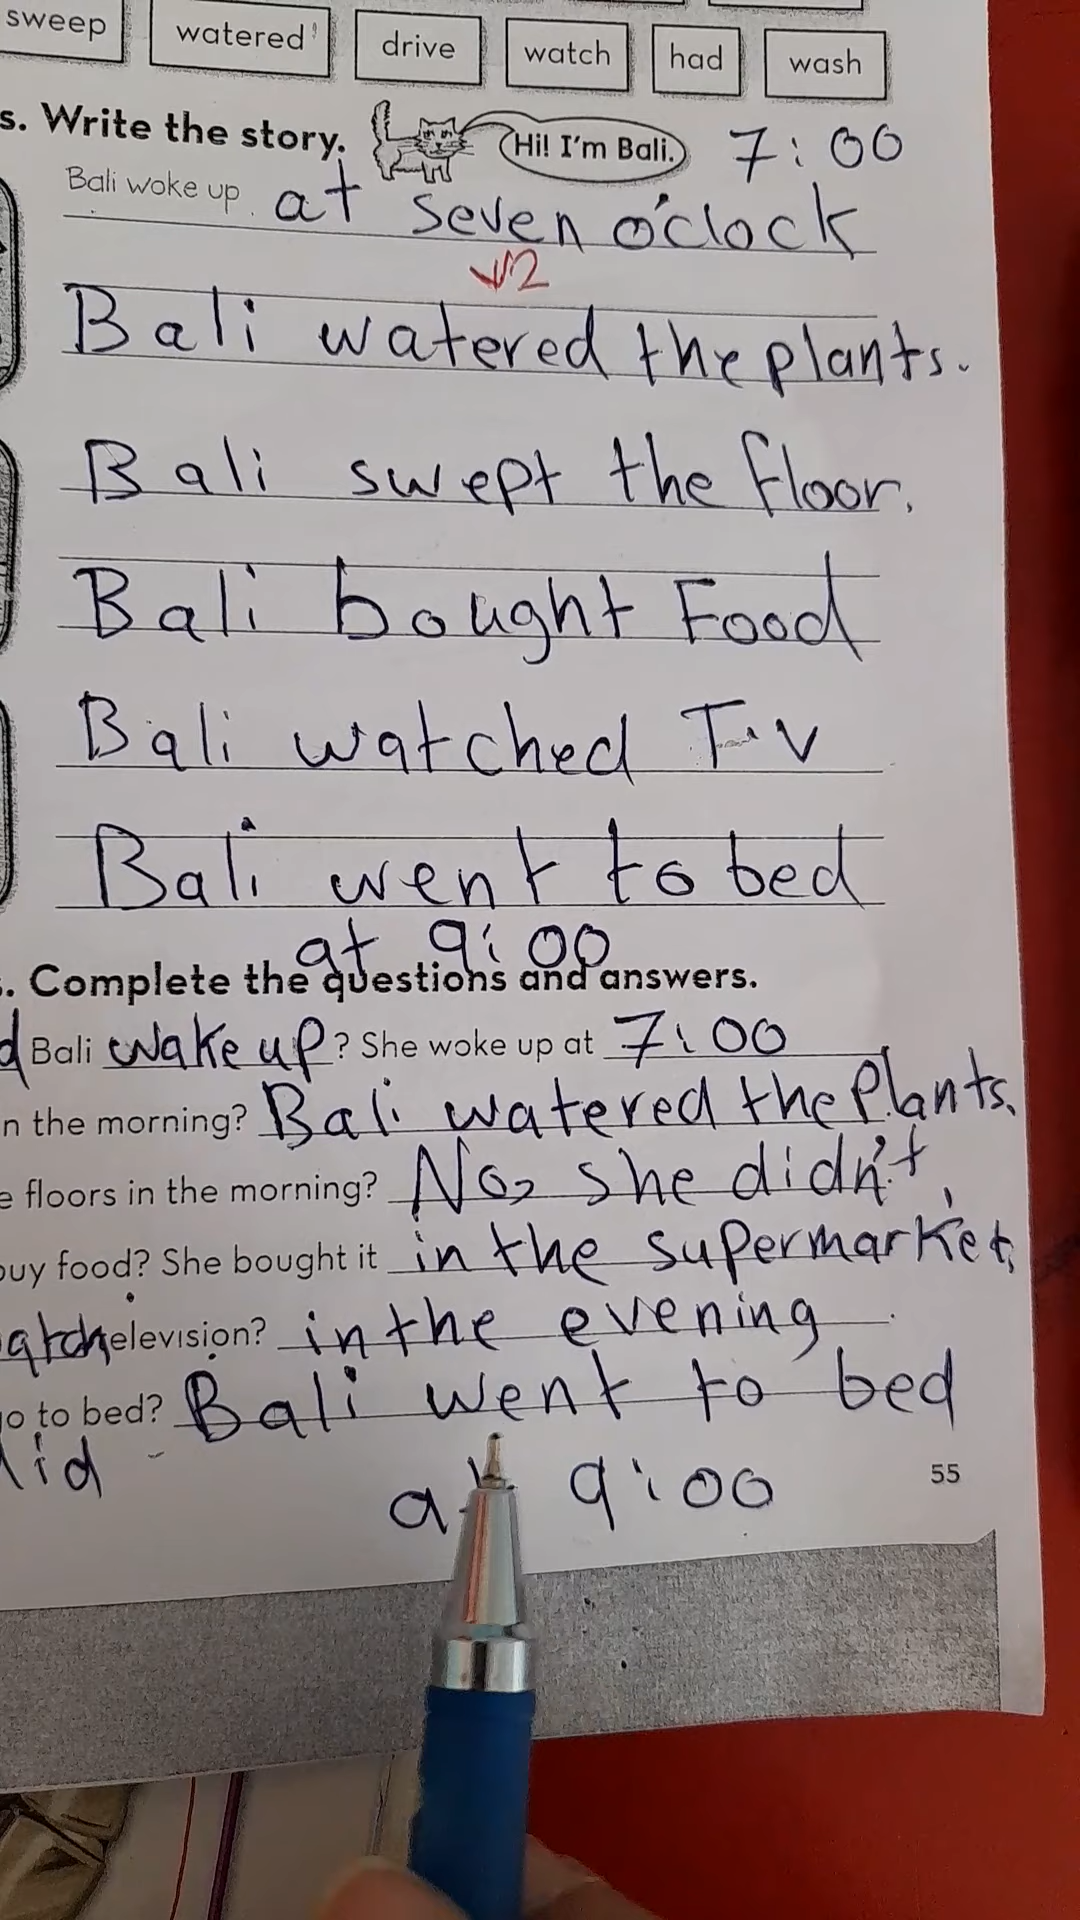 sweep watered drive watch had wash
s. Write the story. Hi! I'm Bali. 7:00
Bali woke up at seven o'clock
√2
Bali watered the plants.
Bali swept the floor.
Bali bought Food
Bali watched T.V
Bali went to bed
at 9:00
s. Complete the questions and answers.
d Bali wake up? She woke up at 7:00
n the morning? Bali watered the Plants.
e floors in the morning? No, she didn't.
buy food? She bought it in the supermarket.
atch elevision? in the evening
go to bed? Bali went to bed
did
at 9:00
55